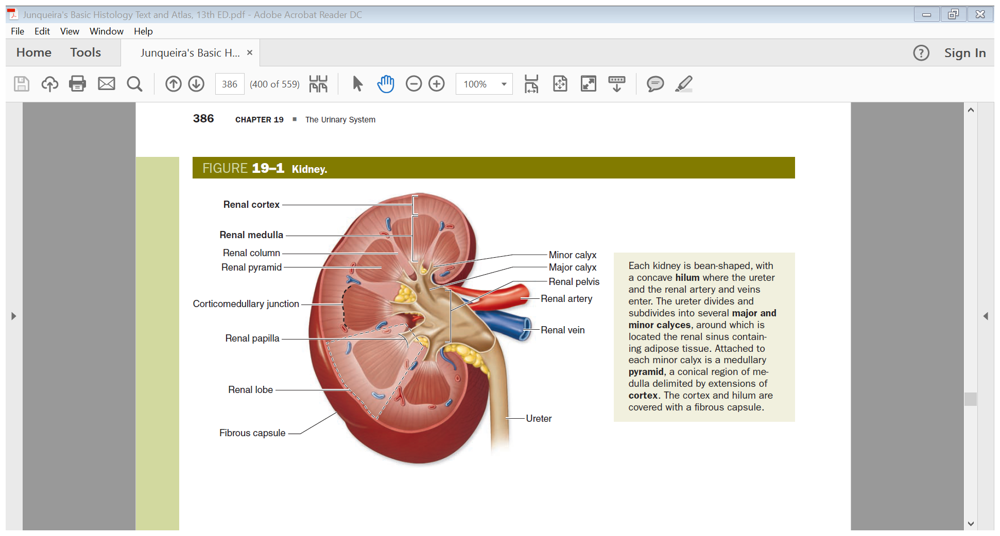 Junqueira's Basic Histology Text and Atlas, 13th ED.pdf - Adobe Acrobat Reader DC
File Edit View Window Help
Home Tools Junqueira's Basic H... × ? Sign In
386 (400 of 559) 100%
386 CHAPTER 19 ■ The Urinary System
FIGURE 19–1 Kidney.
Renal cortex
Renal medulla
Renal column
Renal pyramid
Corticomedullary junction
Renal papilla
Renal lobe
Fibrous capsule
Minor calyx
Major calyx
Renal pelvis
Renal artery
Renal vein
Ureter
Each kidney is bean-shaped, with
a concave hilum where the ureter
and the renal artery and veins
enter. The ureter divides and
subdivides into several major and
minor calyces, around which is
located the renal sinus contain-
ing adipose tissue. Attached to
each minor calyx is a medullary
pyramid, a conical region of me-
dulla delimited by extensions of
cortex. The cortex and hilum are
covered with a fibrous capsule.